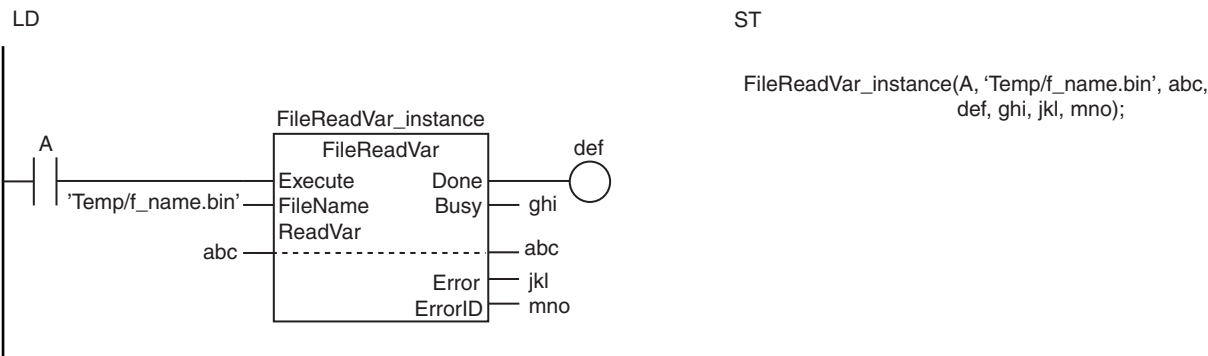 LD
ST
FileReadVar_instance(A, ‘Temp/f_name.bin’, abc,
def, ghi, jkl, mno);
FileReadVar_instance
A
FileReadVar
def
Execute
Done
'Temp/f_name.bin'
FileName
Busy
ghi
ReadVar
abc
abc
Error
jkl
ErrorID
mno